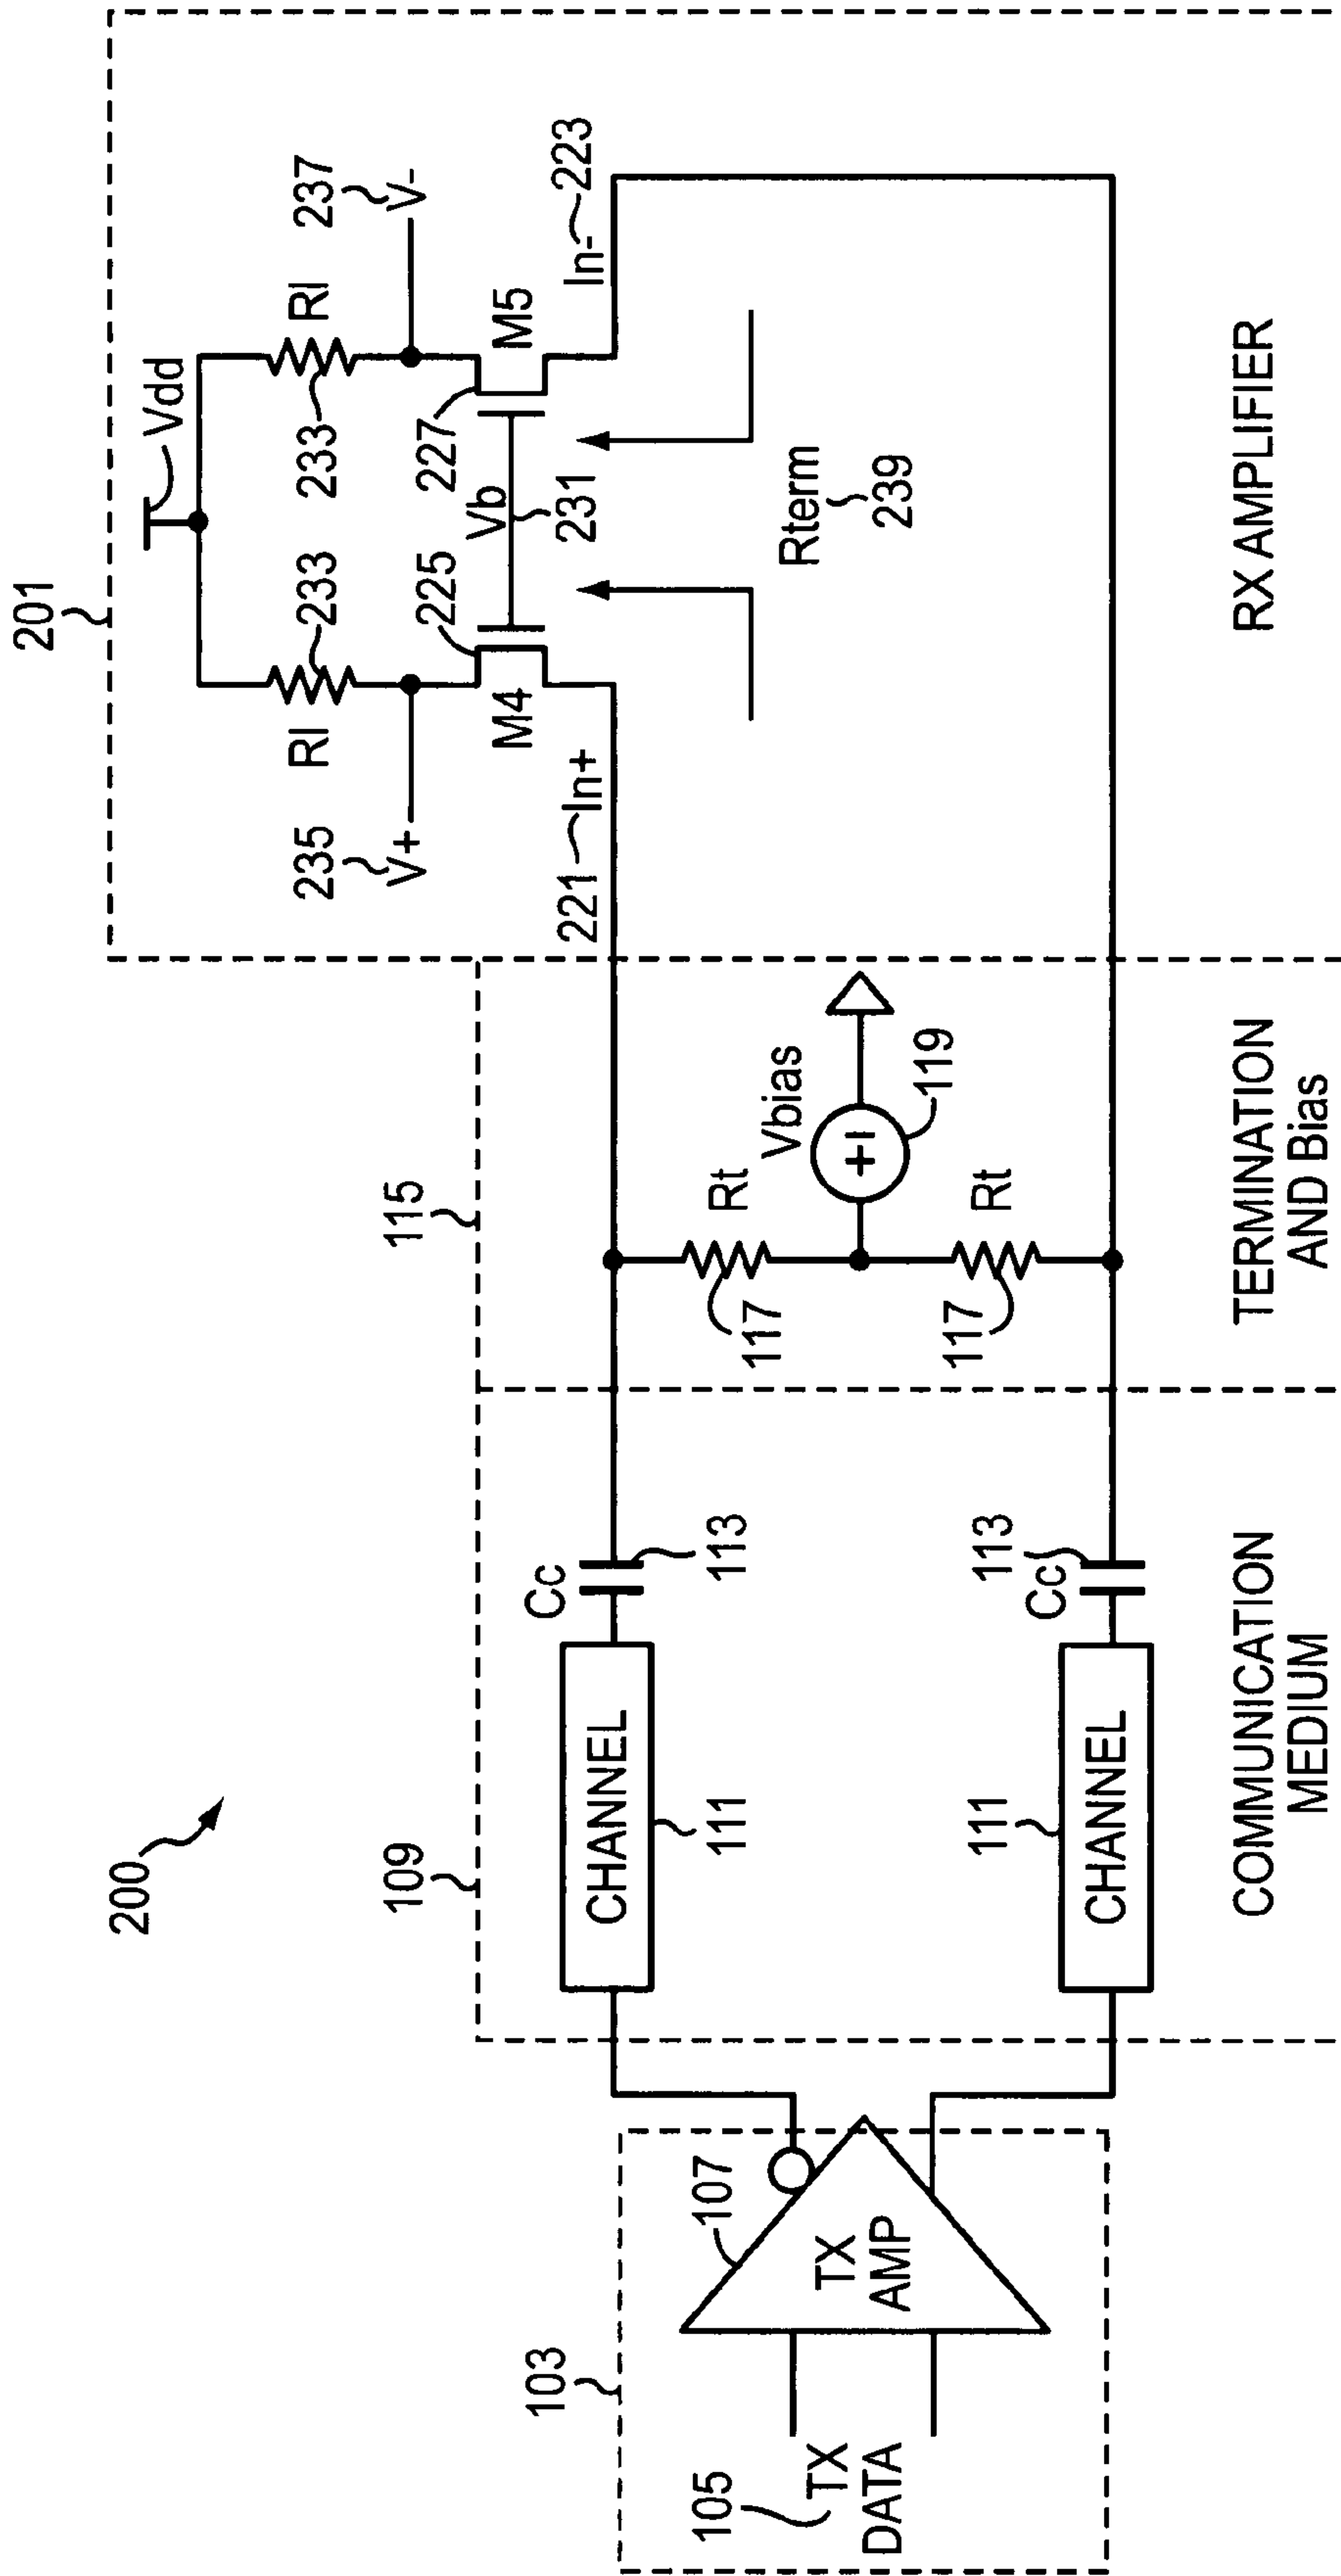 200
201
103
105
TX
DATA
107
TX
AMP
109
CHANNEL
111
Cc
113
CHANNEL
111
Cc
113
COMMUNICATION
MEDIUM
115
Rt
117
Vbias
119
Rt
117
TERMINATION
AND Bias
Vdd
Rl
233
233
Rl
235
V+
237
V-
M4
225
Vb
231
227
M5
221
In+
In-
223
Rterm
239
RX AMPLIFIER